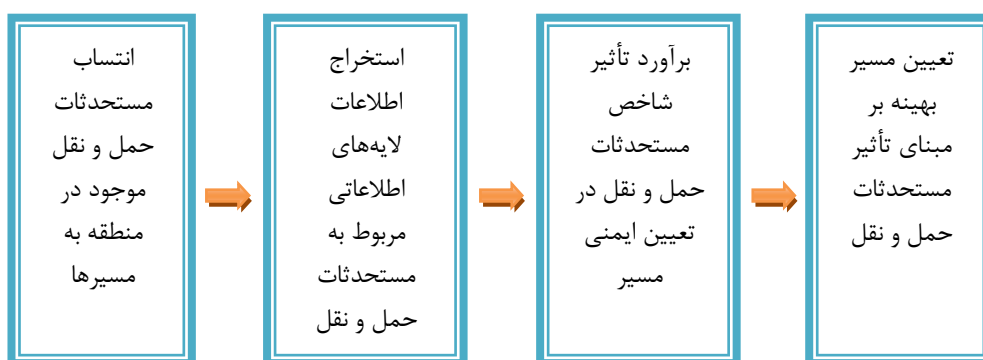 انتساب
مستحدثات
حمل و نقل
موجود در
منطقه به
مسیرها
استخراج
اطلاعات
لایه‌های
اطلاعاتی
مربوط به
مستحدثات
حمل و نقل
برآورد تأثیر
شاخص
مستحدثات
حمل و نقل در
تعیین ایمنی
مسیر
تعیین مسیر
بهینه بر
مبنای تأثیر
مستحدثات
حمل و نقل